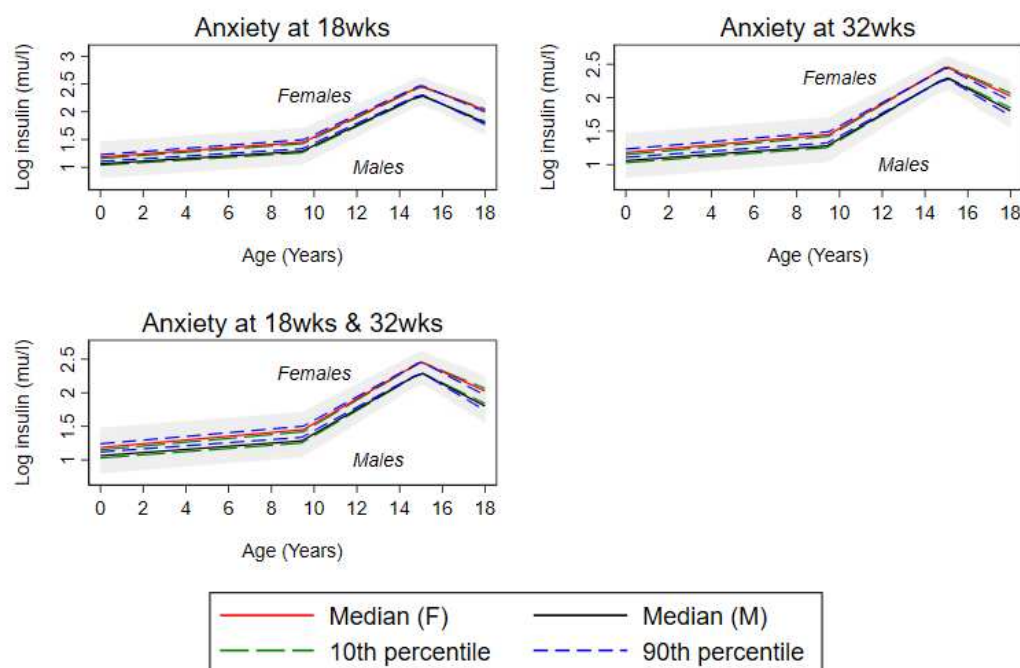 Anxiety at 18wks
Log insulin (mu/l)
3
2.5
2
1.5
1
Females
Males
0 2 4 6 8 10 12 14 16 18
Age (Years)
Anxiety at 32wks
Log insulin (mu/l)
2.5
2
1.5
1
Females
Males
0 2 4 6 8 10 12 14 16 18
Age (Years)
Anxiety at 18wks & 32wks
Log insulin (mu/l)
2.5
2
1.5
1
Females
Males
0 2 4 6 8 10 12 14 16 18
Age (Years)
Median (F) Median (M)
10th percentile 90th percentile